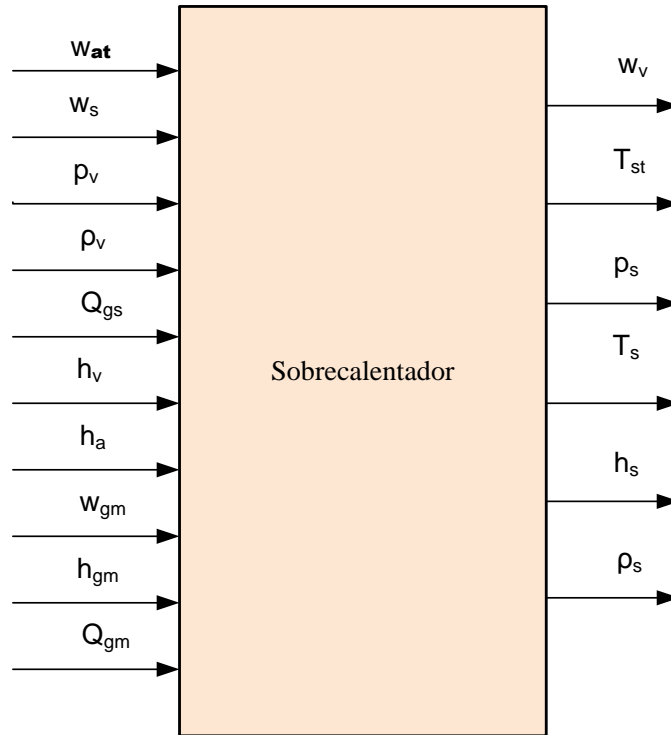 wat
ws
pv
ρv
Qgs
hv
ha
wgm
hgm
Qgm
Sobrecalentador
wv
Tst
ps
Ts
hs
ρs